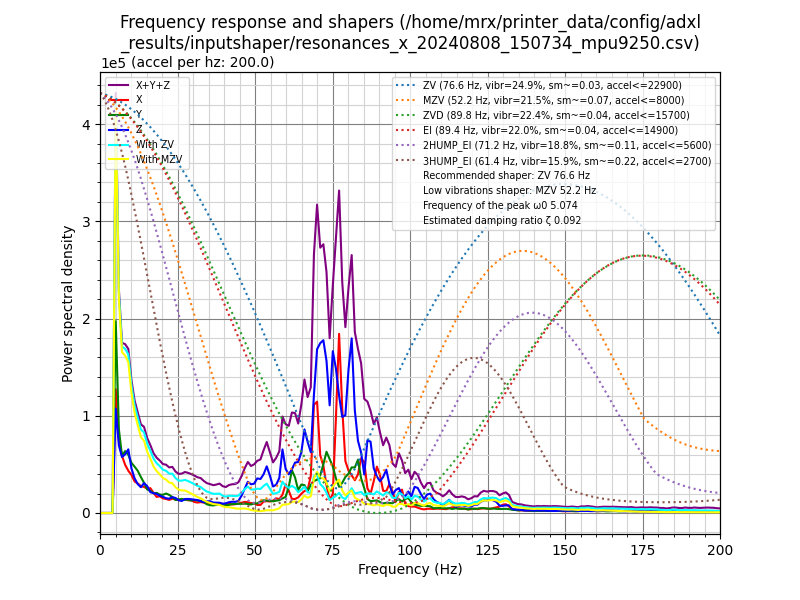 Frequency response and shapers (/home/mrx/printer_data/config/adxl
_results/inputshaper/resonances_x_20240808_150734_mpu9250.csv)
1e5 (accel per hz: 200.0)
X+Y+Z
X
Y
Z
With ZV
With MZV
ZV (76.6 Hz, vibr=24.9%, sm~=0.03, accel<=22900)
MZV (52.2 Hz, vibr=21.5%, sm~=0.07, accel<=8000)
ZVD (89.8 Hz, vibr=22.4%, sm~=0.04, accel<=15700)
EI (89.4 Hz, vibr=22.0%, sm~=0.04, accel<=14900)
2HUMP_EI (71.2 Hz, vibr=18.8%, sm~=0.11, accel<=5600)
3HUMP_EI (61.4 Hz, vibr=15.9%, sm~=0.22, accel<=2700)
Recommended shaper: ZV 76.6 Hz
Low vibrations shaper: MZV 52.2 Hz
Frequency of the peak ω0 5.074
Estimated damping ratio ζ 0.092
Power spectral density
4
3
2
1
0
0 25 50 75 100 125 150 175 200
Frequency (Hz)